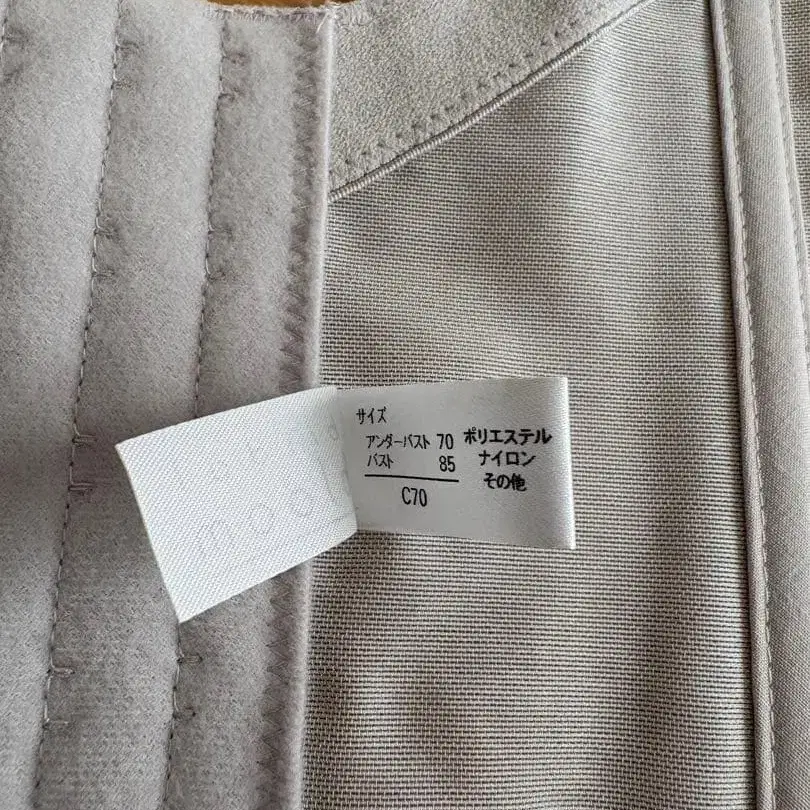 サイズ
アンダーバスト 70
バスト 85
C70
ポリエステル
ナイロン
その他